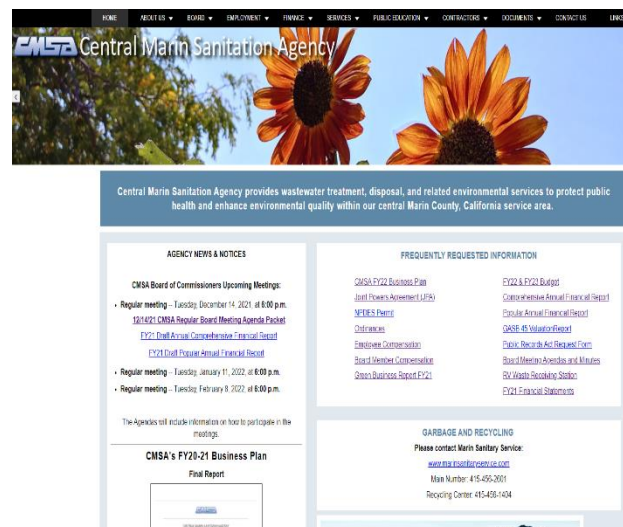 HOME ABOUT US ▼ BOARD ▼ EMPLOYMENT ▼ FINANCE ▼ SERVICES ▼ PUBLIC EDUCATION ▼ CONTRACTORS ▼ DOCUMENTS ▼ CONTACT US LINKS
CMSA Central Marin Sanitation Agency
Central Marin Sanitation Agency provides wastewater treatment, disposal, and related environmental services to protect public
health and enhance environmental quality within our central Marin County, California service area.
AGENCY NEWS & NOTICES
CMSA Board of Commissioners Upcoming Meetings:
• Regular meeting – Tuesday, December 14, 2021, at 6:00 p.m.
12/14/21 CMSA Regular Board Meeting Agenda Packet
FY21 Draft Annual Comprehensive Financial Report
FY21 Draft Popular Annual Financial Report
• Regular meeting – Tuesday, January 11, 2022, at 6:00 p.m.
• Regular meeting – Tuesday, February 8, 2022, at 6:00 p.m.
The Agendas will include information on how to participate in the
meetings.
CMSA's FY20-21 Business Plan
Final Report
FREQUENTLY REQUESTED INFORMATION
CMSA FY22 Business Plan
Joint Powers Agreement (JPA)
NPDES Permit
Ordinances
Employee Compensation
Board Member Compensation
Green Business Report FY21
FY22 & FY23 Budget
Comprehensive Annual Financial Report
Popular Annual Financial Report
GASB 45 ValuationReport
Public Records Act Request Form
Board Meeting Agendas and Minutes
RV Waste Receiving Station
FY21 Financial Statements
GARBAGE AND RECYCLING
Please contact Marin Sanitary Service:
www.marinsanitaryservice.com
Main Number: 415-456-2601
Recycling Center: 415-456-1404